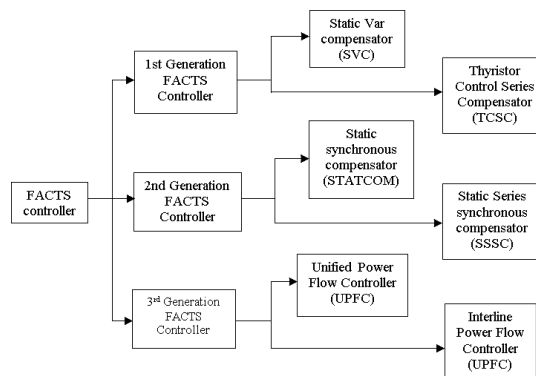 Static Var
compensator
(SVC)
1st Generation
FACTS
Controller
Thyristor
Control Series
Compensator
(TCSC)
Static
synchronous
compensator
(STATCOM)
FACTS
controller
2nd Generation
FACTS
Controller
Static Series
synchronous
compensator
(SSSC)
Unified Power
Flow Controller
(UPFC)
3rd Generation
FACTS
Controller
Interline
Power Flow
Controller
(UPFC)